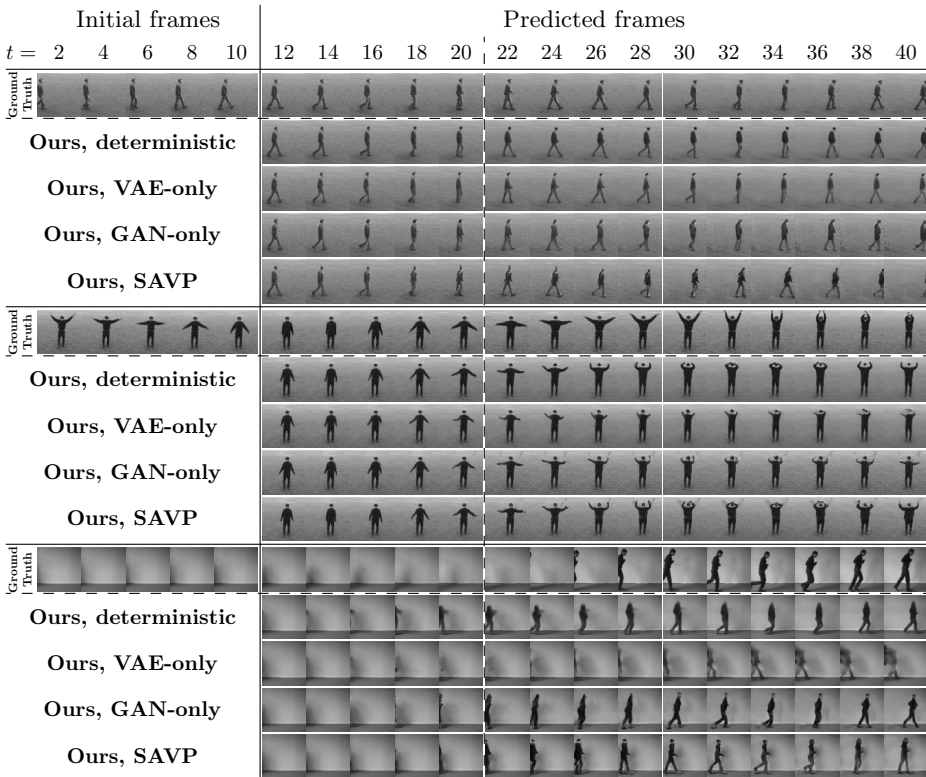 Initial frames Predicted frames
t = 2 4 6 8 10 12 14 16 18 20 22 24 26 28 30 32 34 36 38 40
Ground
Truth
Ours, deterministic
Ours, VAE-only
Ours, GAN-only
Ours, SAVP
Ground
Truth
Ours, deterministic
Ours, VAE-only
Ours, GAN-only
Ours, SAVP
Ground
Truth
Ours, deterministic
Ours, VAE-only
Ours, GAN-only
Ours, SAVP